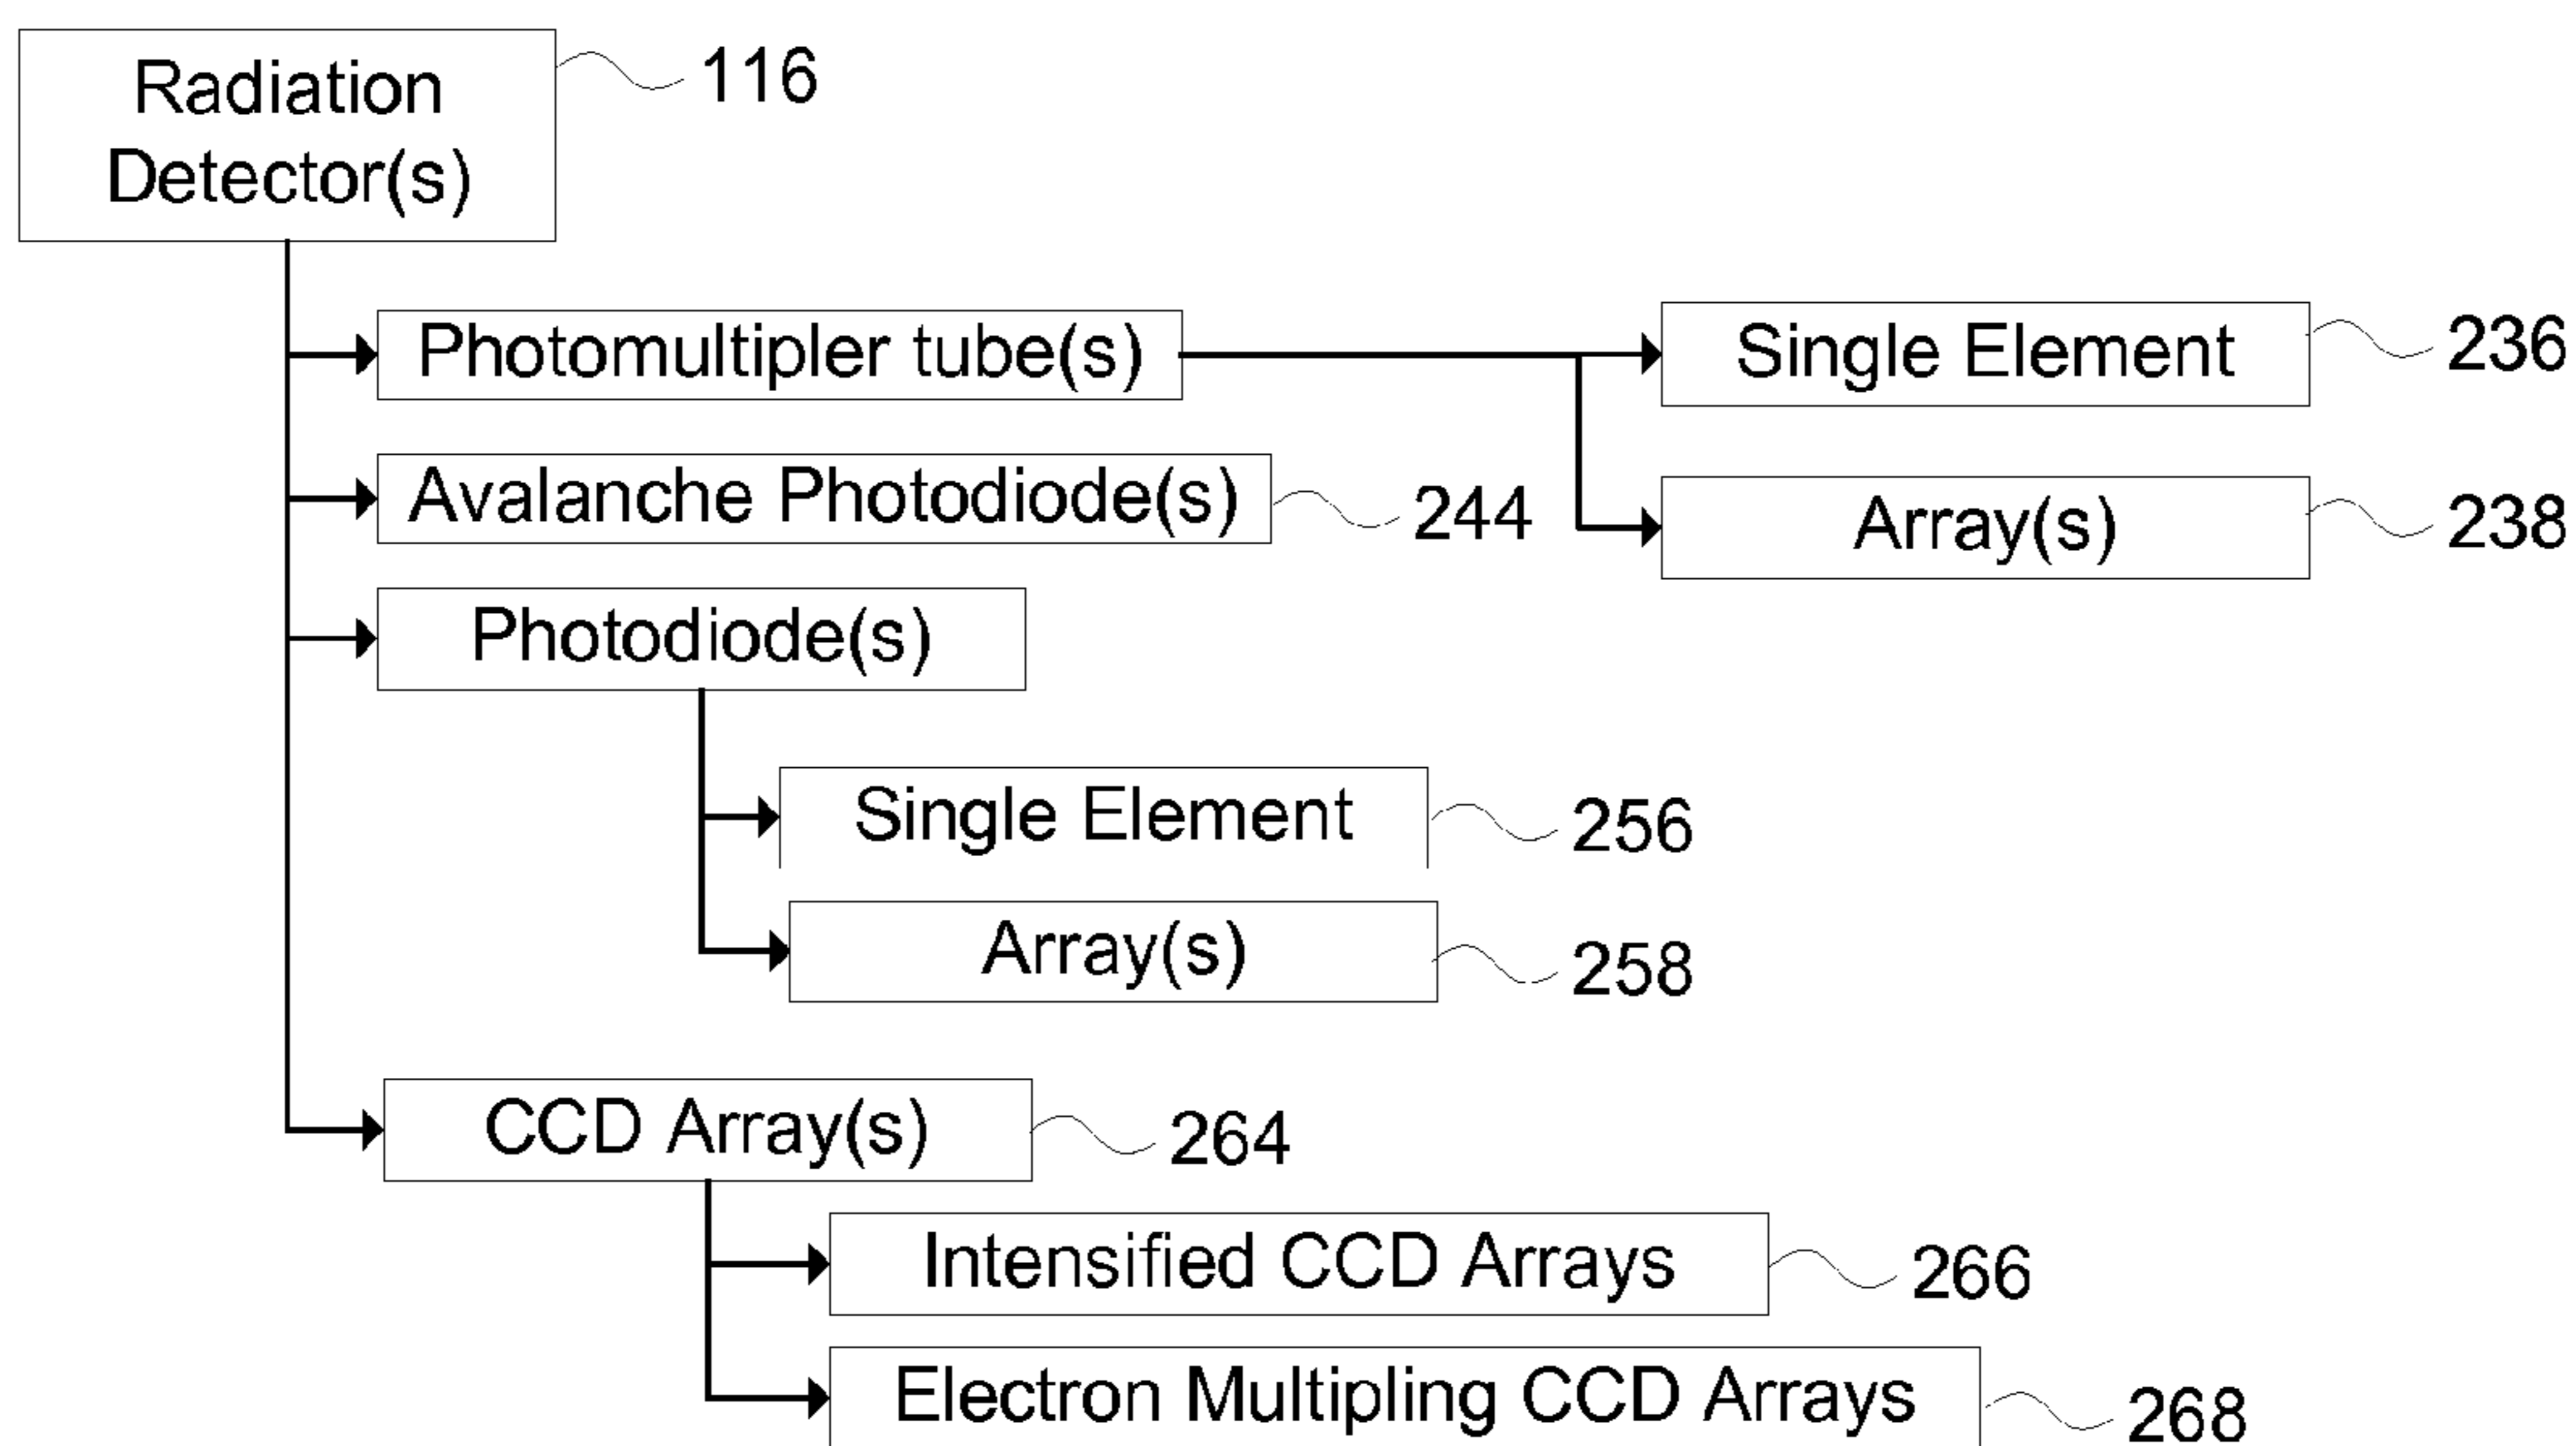 Radiation
Detector(s)
116
Photomultipler tube(s)
Single Element
236
Avalanche Photodiode(s)
244
Array(s)
238
Photodiode(s)
Single Element
256
Array(s)
258
CCD Array(s)
264
Intensified CCD Arrays
266
Electron Multipling CCD Arrays
268